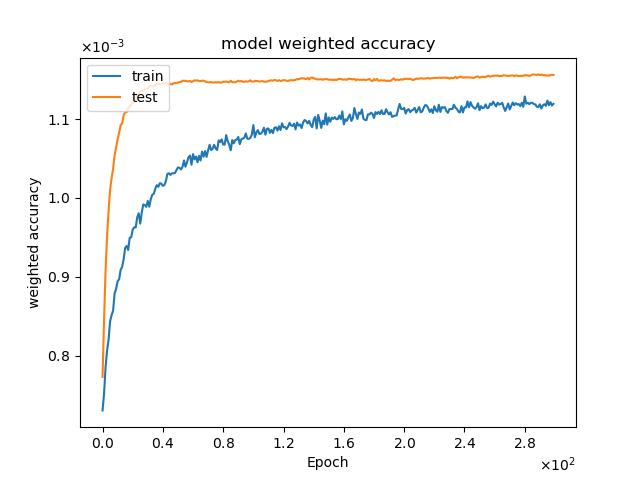 ×10⁻³
model weighted accuracy
train
test
1.1
1.0
0.9
0.8
weighted accuracy
0.0 0.4 0.8 1.2 1.6 2.0 2.4 2.8
Epoch
×10²